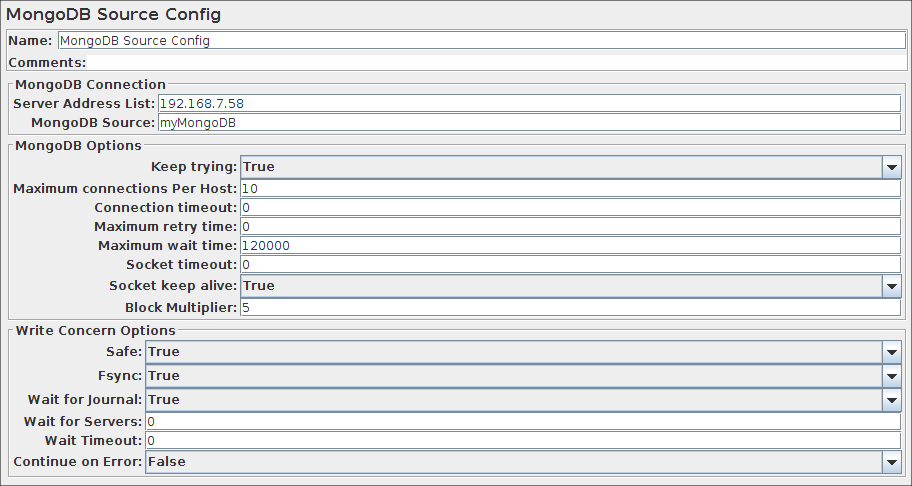 MongoDB Source Config
Name: MongoDB Source Config
Comments:
MongoDB Connection
Server Address List: 192.168.7.58
MongoDB Source: myMongoDB
MongoDB Options
Keep trying: True
Maximum connections Per Host: 10
Connection timeout: 0
Maximum retry time: 0
Maximum wait time: 120000
Socket timeout: 0
Socket keep alive: True
Block Multiplier: 5
Write Concern Options
Safe: True
Fsync: True
Wait for Journal: True
Wait for Servers: 0
Wait Timeout: 0
Continue on Error: False